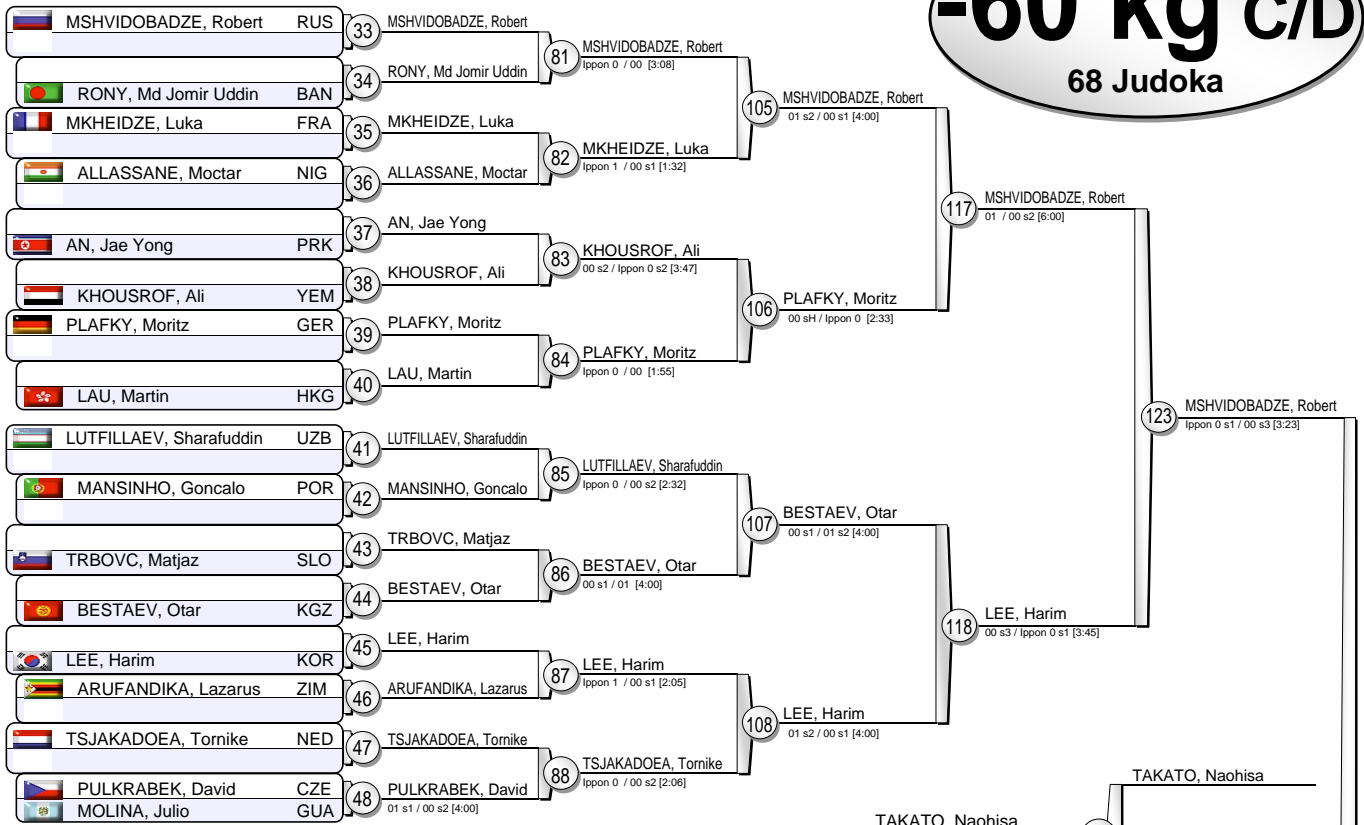 -60 kg C/D
68 Judoka
MSHVIDOBADZE, Robert RUS
RONY, Md Jomir Uddin BAN
MKHEIDZE, Luka FRA
ALLASSANE, Moctar NIG
AN, Jae Yong PRK
KHOUSROF, Ali YEM
PLAFKY, Moritz GER
LAU, Martin HKG
LUTFILLAEV, Sharafuddin UZB
MANSINHO, Goncalo POR
TRBOVC, Matjaz SLO
BESTAEV, Otar KGZ
LEE, Harim KOR
ARUFANDIKA, Lazarus ZIM
TSJAKADOEA, Tornike NED
PULKRABEK, David CZE
MOLINA, Julio GUA
33 MSHVIDOBADZE, Robert
34 RONY, Md Jomir Uddin
35 MKHEIDZE, Luka
36 ALLASSANE, Moctar
37 AN, Jae Yong
38 KHOUSROF, Ali
39 PLAFKY, Moritz
40 LAU, Martin
41 LUTFILLAEV, Sharafuddin
42 MANSINHO, Goncalo
43 TRBOVC, Matjaz
44 BESTAEV, Otar
45 LEE, Harim
46 ARUFANDIKA, Lazarus
47 TSJAKADOEA, Tornike
48 PULKRABEK, David
01 s1 / 00 s2 [4:00]
81 MSHVIDOBADZE, Robert
Ippon 0 / 00 [3:08]
82 MKHEIDZE, Luka
Ippon 1 / 00 s1 [1:32]
83 KHOUSROF, Ali
00 s2 / Ippon 0 s2 [3:47]
84 PLAFKY, Moritz
Ippon 0 / 00 [1:55]
85 LUTFILLAEV, Sharafuddin
Ippon 0 / 00 s2 [2:32]
86 BESTAEV, Otar
00 s1 / 01 [4:00]
87 LEE, Harim
Ippon 1 / 00 s1 [2:05]
88 TSJAKADOEA, Tornike
Ippon 0 / 00 s2 [2:06]
105 MSHVIDOBADZE, Robert
01 s2 / 00 s1 [4:00]
106 PLAFKY, Moritz
00 sH / Ippon 0 [2:33]
107 BESTAEV, Otar
00 s1 / 01 s2 [4:00]
108 LEE, Harim
01 s2 / 00 s1 [4:00]
117 MSHVIDOBADZE, Robert
01 / 00 s2 [6:00]
118 LEE, Harim
00 s3 / Ippon 0 s1 [3:45]
123 MSHVIDOBADZE, Robert
Ippon 0 s1 / 00 s3 [3:23]
TAKATO, Naohisa
TAKATO, Naohisa